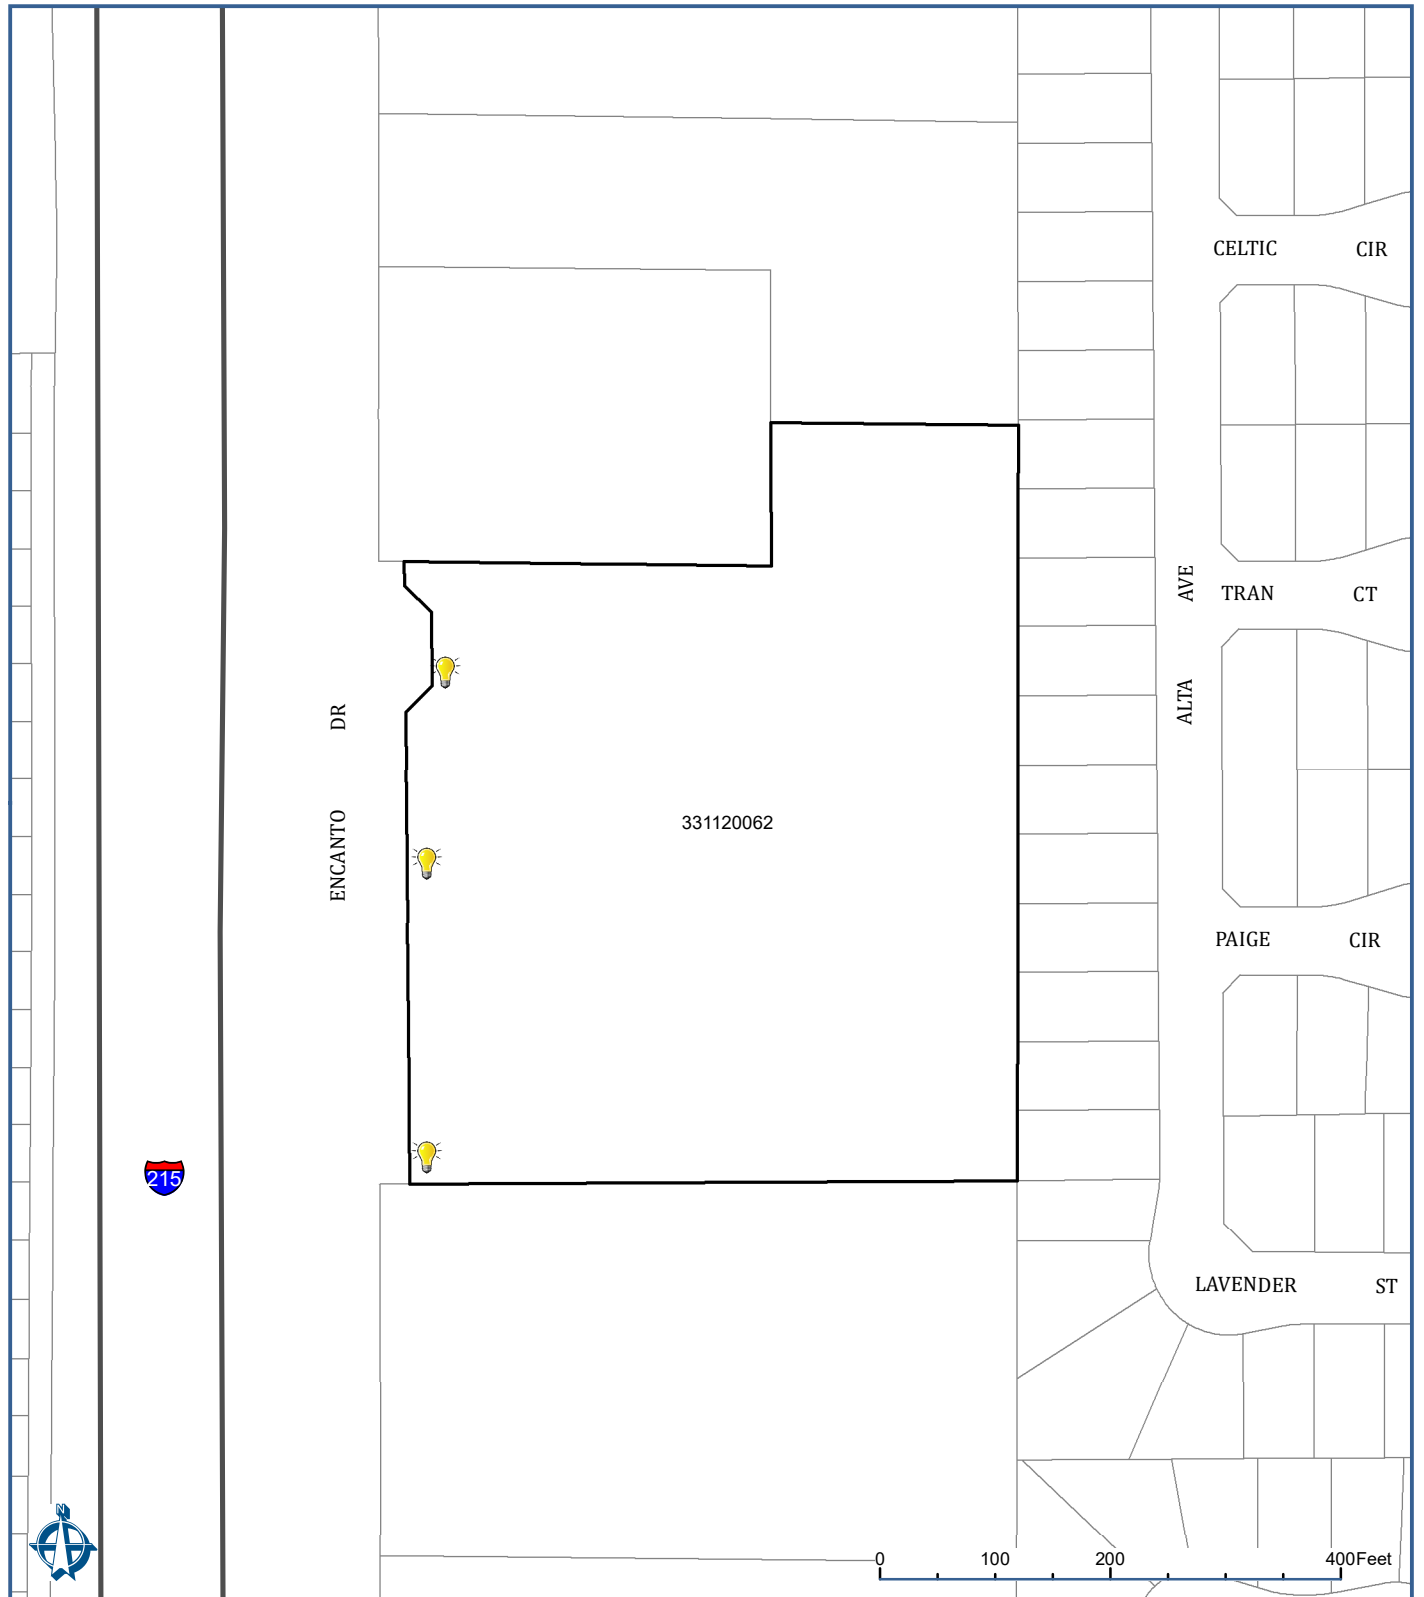 CELTIC CIR
AVE
TRAN CT
ALTA
DR
ENCANTO
331120062
PAIGE CIR
215
LAVENDER ST
N
0 100 200 400Feet